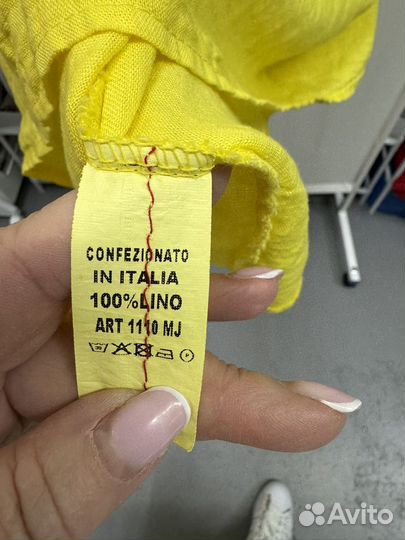 CONFEZIONATO
IN ITALIA
100%LINO
ART 1110 MJ
Avito